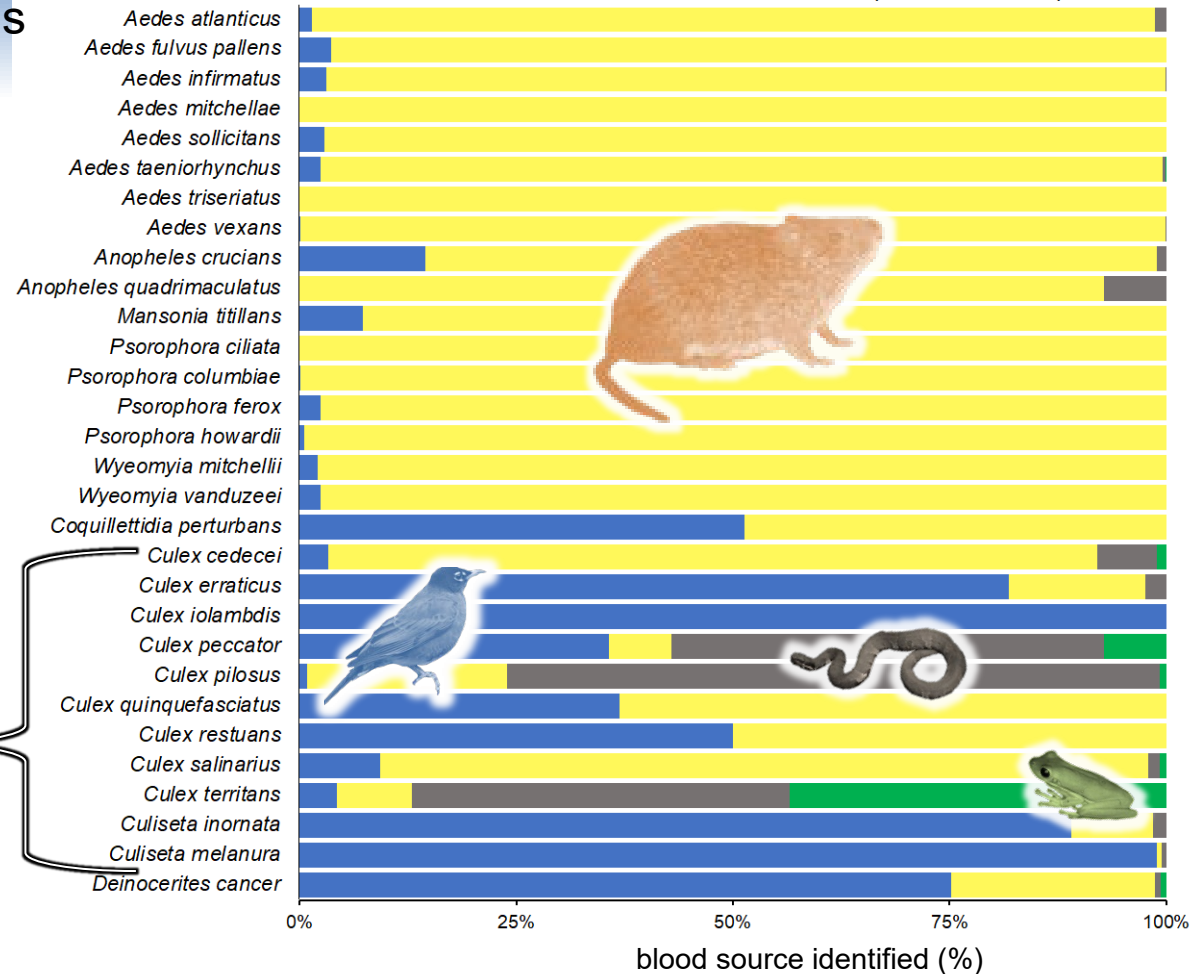 s
Aedes atlanticus
Aedes fulvus pallens
Aedes infirmatus
Aedes mitchellae
Aedes sollicitans
Aedes taeniorhynchus
Aedes triseriatus
Aedes vexans
Anopheles crucians
Anopheles quadrimaculatus
Mansonia titillans
Psorophora ciliata
Psorophora columbiae
Psorophora ferox
Psorophora howardii
Wyeomyia mitchellii
Wyeomyia vanduzeei
Coquillettidia perturbans
Culex cedecei
Culex erraticus
Culex iolambdis
Culex peccator
Culex pilosus
Culex quinquefasciatus
Culex restuans
Culex salinarius
Culex territans
Culiseta inornata
Culiseta melanura
Deinocerites cancer
0% 25% 50% 75% 100%
blood source identified (%)